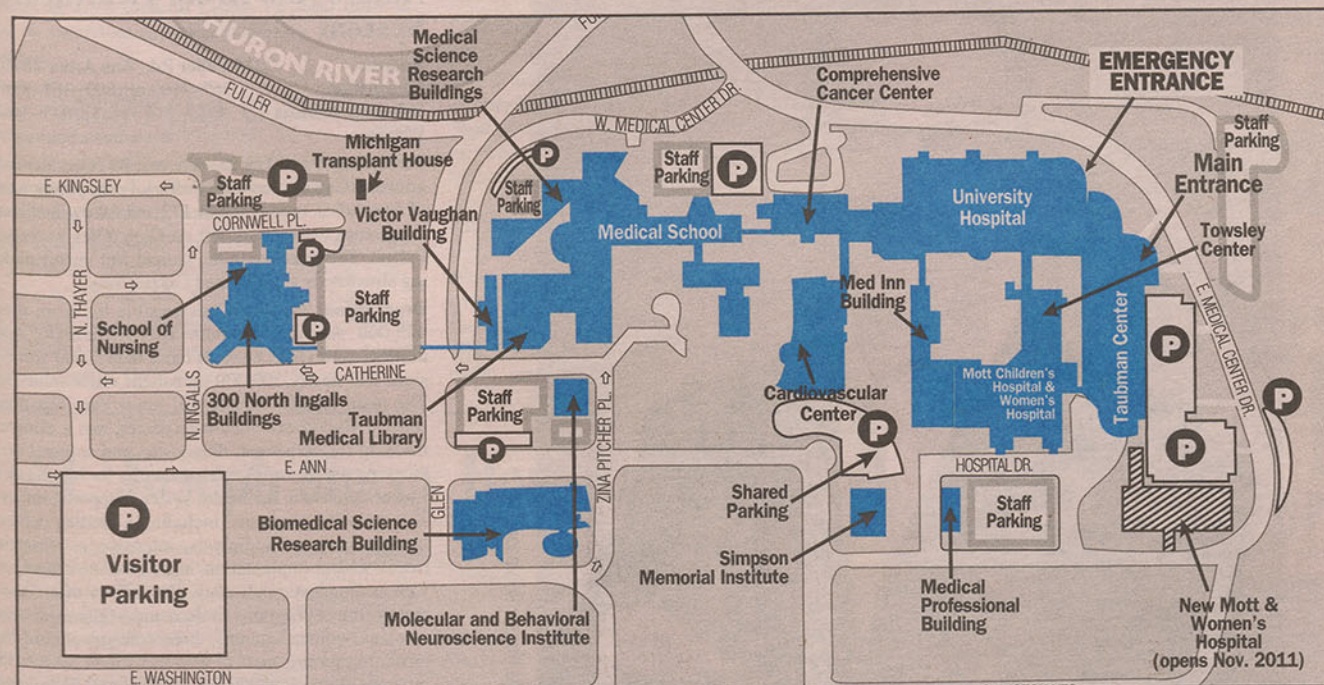 HURON RIVER
FULLER
FU
Medical
Science
Research
Buildings
W. MEDICAL CENTER DR.
Comprehensive
Cancer Center
EMERGENCY
ENTRANCE
Staff
Parking
Main
Entrance
Michigan
Transplant House
E. KINGSLEY
Staff
Parking
P
CORNWELL PL.
Victor Vaughan
Building
P
Staff
Parking
Staff
Parking
P
University
Hospital
Medical School
Towsley
Center
P
Med Inn
Building
N. THAYER
School of
Nursing
P
Staff
Parking
E. MEDICAL CENTER DR.
Taubman Center
P
CATHERINE
Mott Children's
Hospital &
Women's
Hospital
Cardiovascular
Center
N. INGALLS
300 North Ingalls
Buildings
Taubman
Medical Library
Staff
Parking
P
ZINA PITCHER PL.
P
P
P
HOSPITAL DR.
E. ANN
GLEN
Shared
Parking
P
Visitor
Parking
Biomedical Science
Research Building
Staff
Parking
Simpson
Memorial Institute
Medical
Professional
Building
Molecular and Behavioral
Neuroscience Institute
New Mott &
Women's
Hospital
(opens Nov. 2011)
E. WASHINGTON